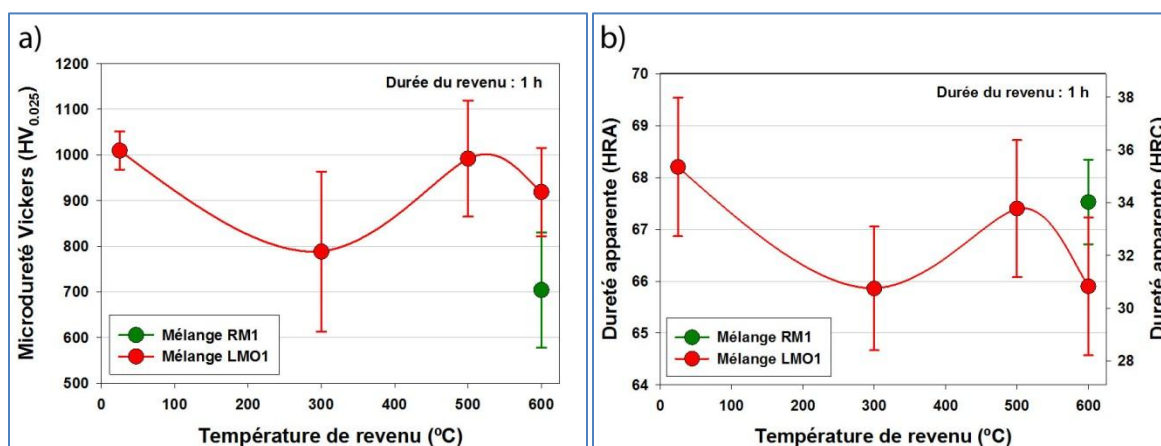 a)
Microdureté Vickers (HV0.025)
1200
1100
1000
900
800
700
600
500
Durée du revenu : 1 h
Mélange RM1
Mélange LMO1
0 100 200 300 400 500 600
Température de revenu (ºC)
b)
Dureté apparente (HRA)
70
69
68
67
66
65
64
Durée du revenu : 1 h
Mélange RM1
Mélange LMO1
0 100 200 300 400 500 600
Température de revenu (ºC)
38
36
34
32
30
28
Dureté apparente (HRC)